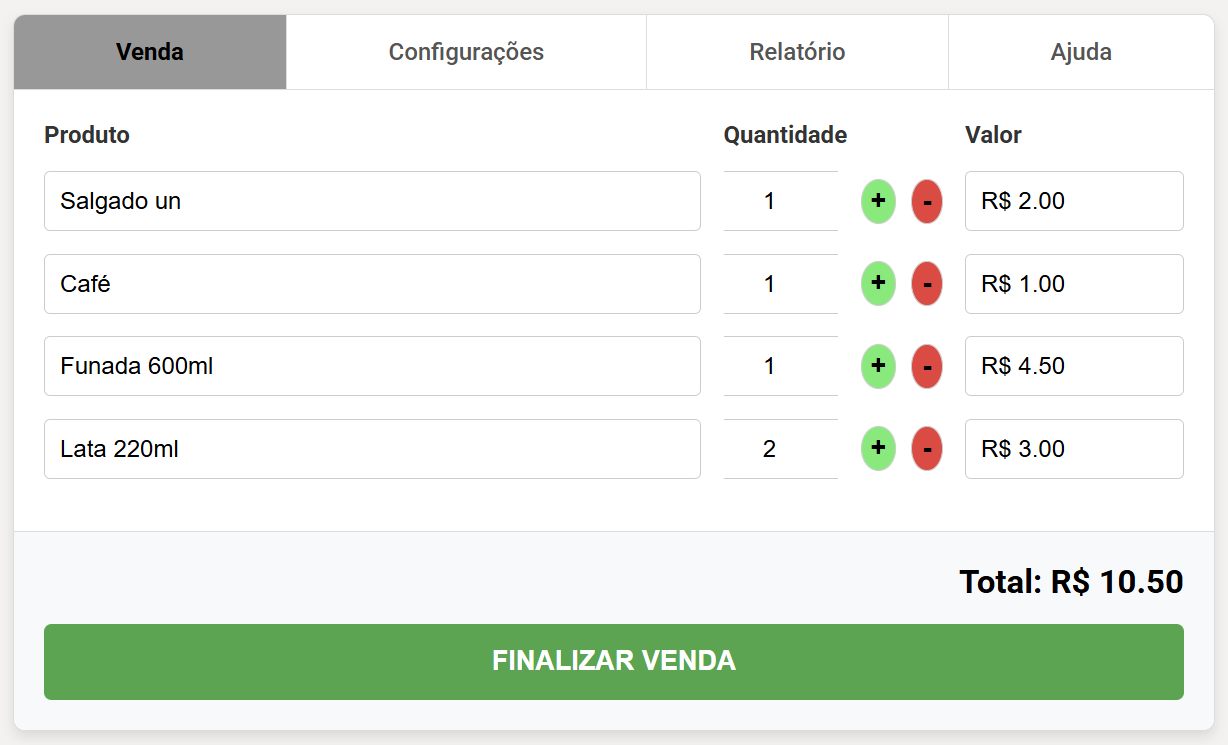 Venda Configurações Relatório Ajuda
Produto Quantidade Valor
Salgado un 1 + - R$ 2.00
Café 1 + - R$ 1.00
Funada 600ml 1 + - R$ 4.50
Lata 220ml 2 + - R$ 3.00
Total: R$ 10.50
FINALIZAR VENDA